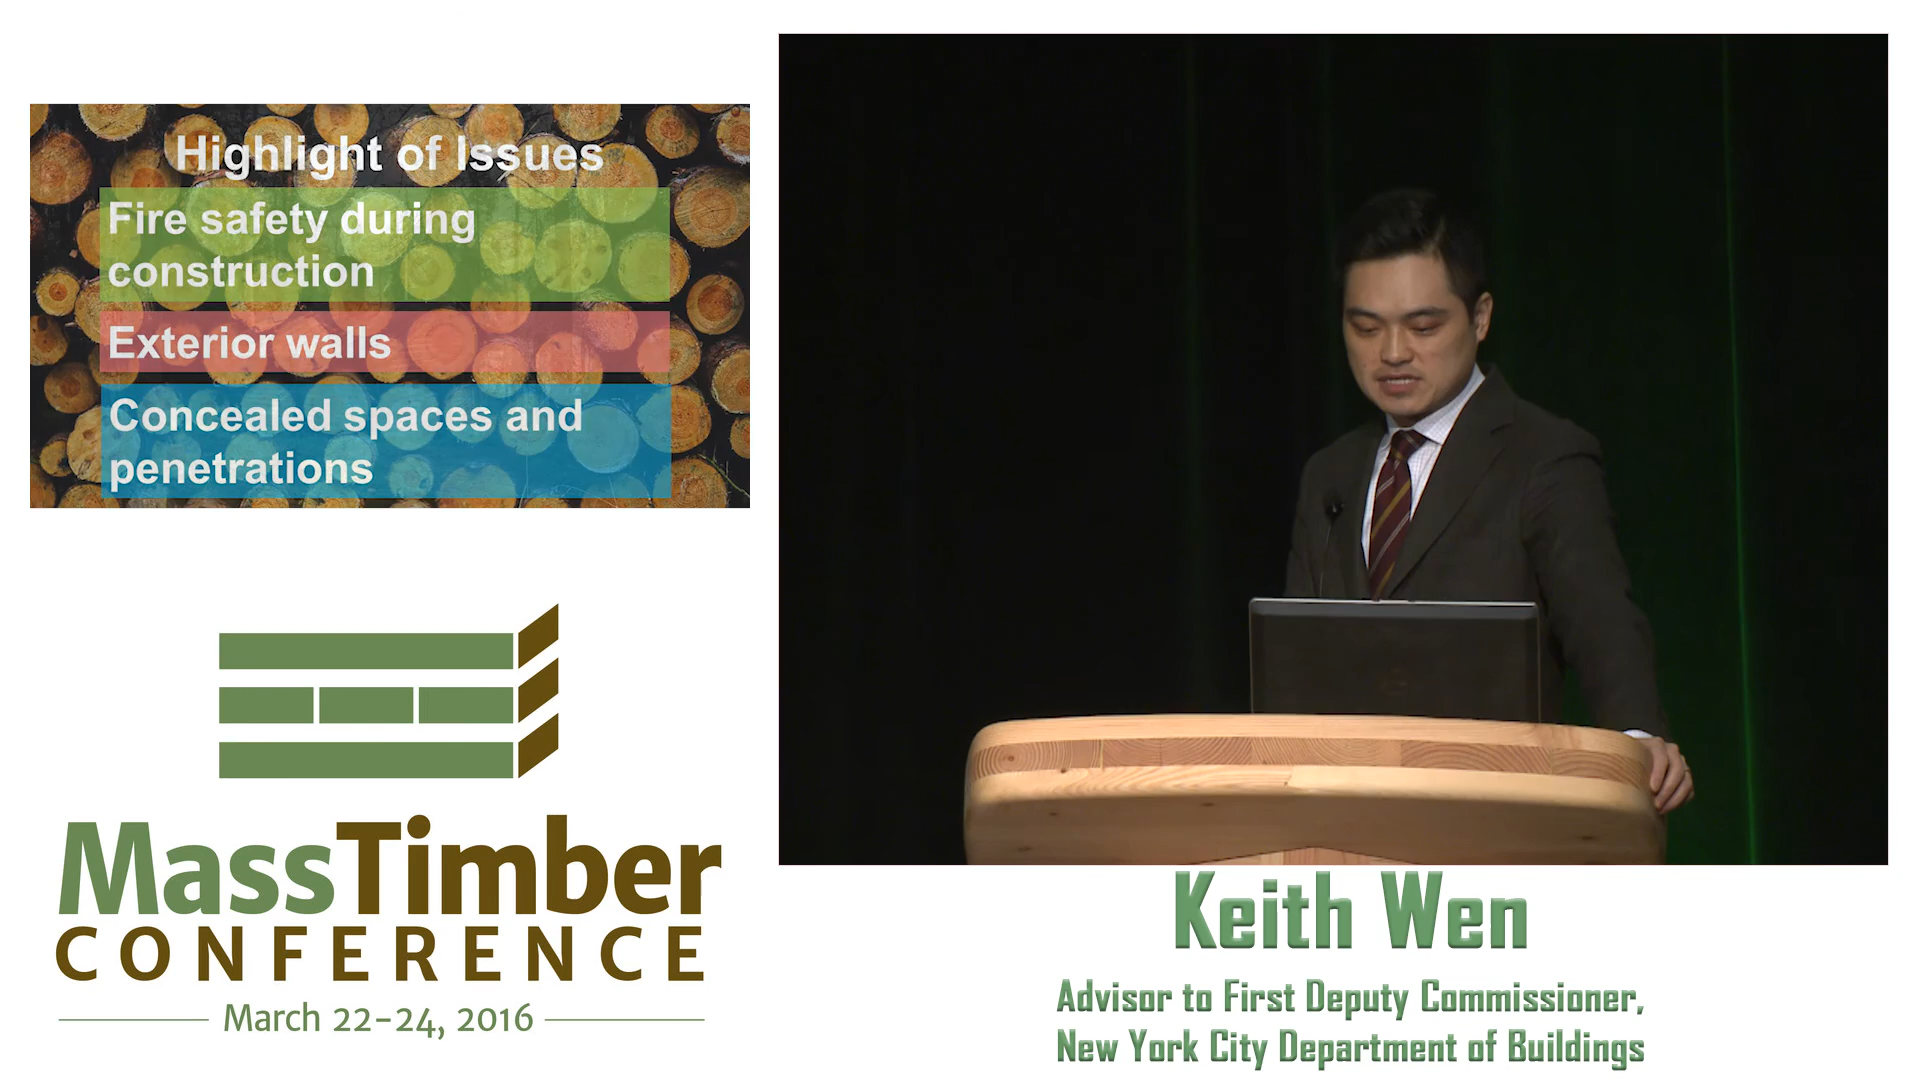 Highlight of Issues
Fire safety during
construction
Exterior walls
Concealed spaces and
penetrations
MassTimber
CONFERENCE
March 22-24, 2016
Keith Wen
Advisor to First Deputy Commissioner,
New York City Department of Buildings